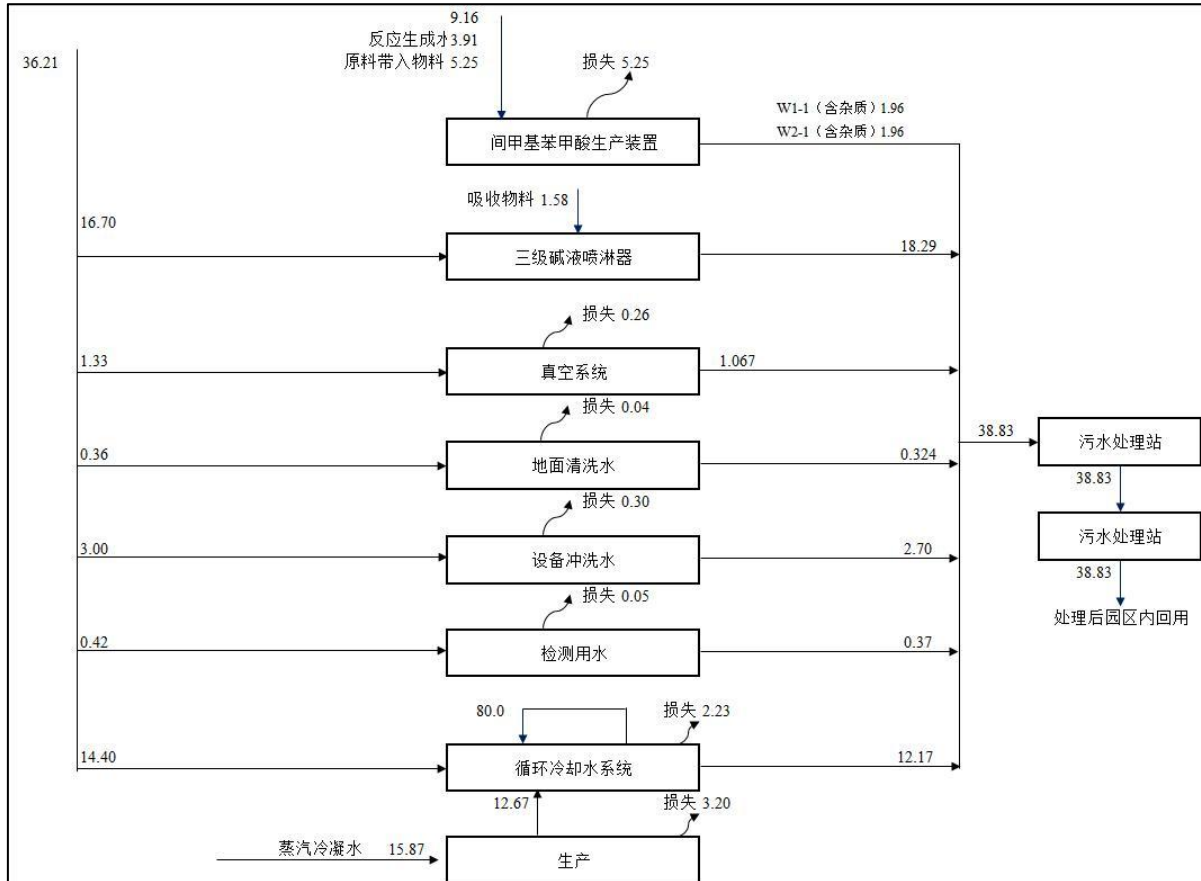 9.16
反应生成水3.91
原料带入物料 5.25
36.21
损失 5.25
W1-1（含杂质）1.96
W2-1（含杂质）1.96
间甲基苯甲酸生产装置
吸收物料 1.58
16.70
三级碱液喷淋器
18.29
损失 0.26
1.33
真空系统
1.067
损失 0.04
0.36
地面清洗水
0.324
38.83
污水处理站
38.83
损失 0.30
3.00
设备冲洗水
2.70
污水处理站
38.83
处理后园区内回用
损失 0.05
0.42
检测用水
0.37
80.0
损失 2.23
14.40
循环冷却水系统
12.17
12.67
损失 3.20
蒸汽冷凝水 15.87
生产